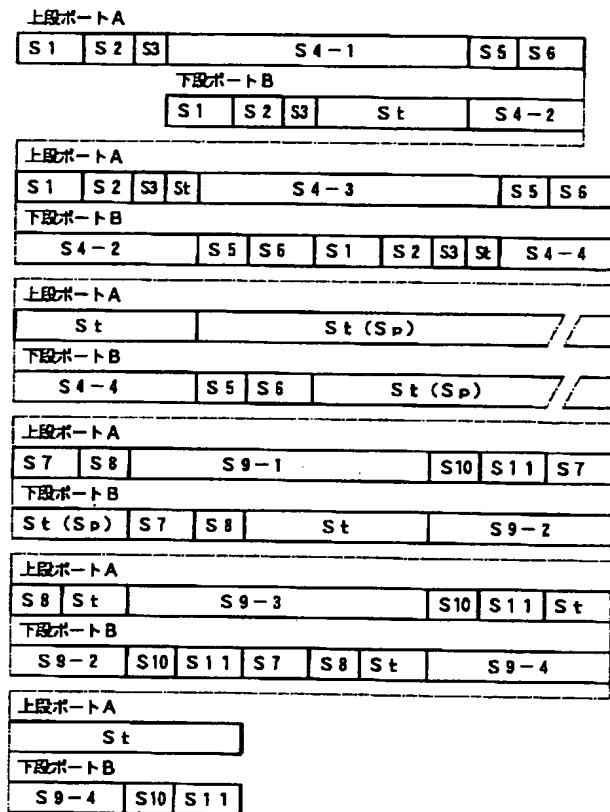 上段ポートA
S1 S2 S3 S4-1 S5 S6
下段ポートB
S1 S2 S3 St S4-2
上段ポートA
S1 S2 S3 St S4-3 S5 S6
下段ポートB
S4-2 S5 S6 S1 S2 S3 St S4-4
上段ポートA
St St(Sp)
下段ポートB
S4-4 S5 S6 St(Sp)
上段ポートA
S7 S8 S9-1 S10 S11 S7
下段ポートB
St(Sp) S7 S8 St S9-2
上段ポートA
S8 St S9-3 S10 S11 St
下段ポートB
S9-2 S10 S11 S7 S8 St S9-4
上段ポートA
St
下段ポートB
S9-4 S10 S11